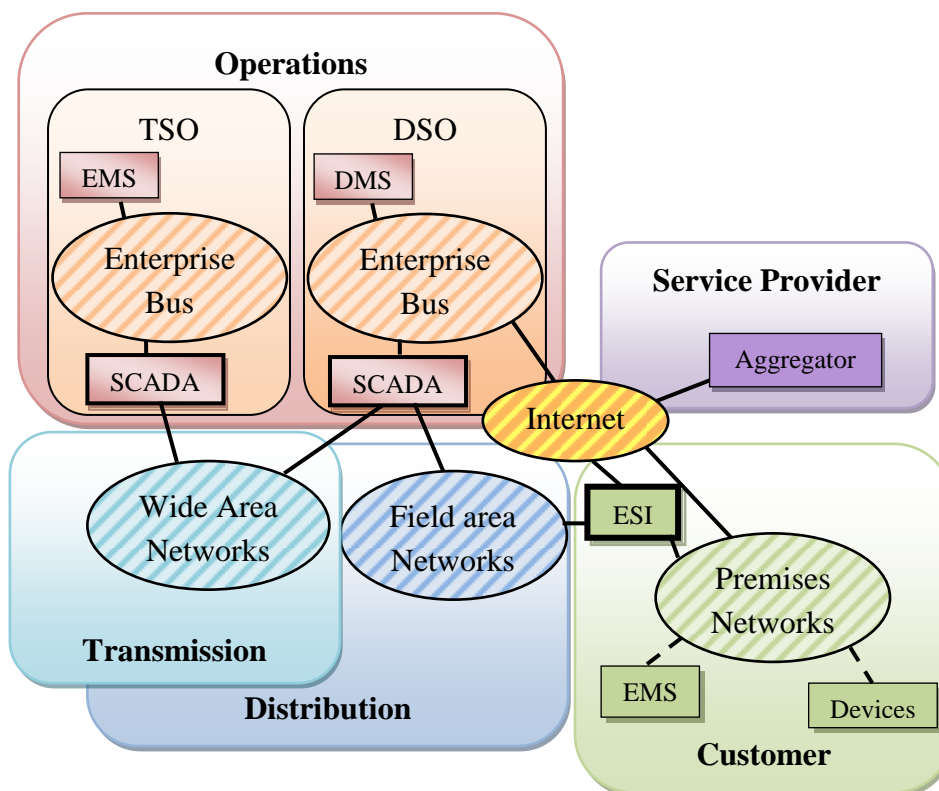 Operations
TSO
DSO
EMS
DMS
Enterprise
Bus
Enterprise
Bus
Service Provider
SCADA
SCADA
Aggregator
Internet
Wide Area
Networks
Field area
Networks
ESI
Premises
Networks
Transmission
EMS
Devices
Distribution
Customer